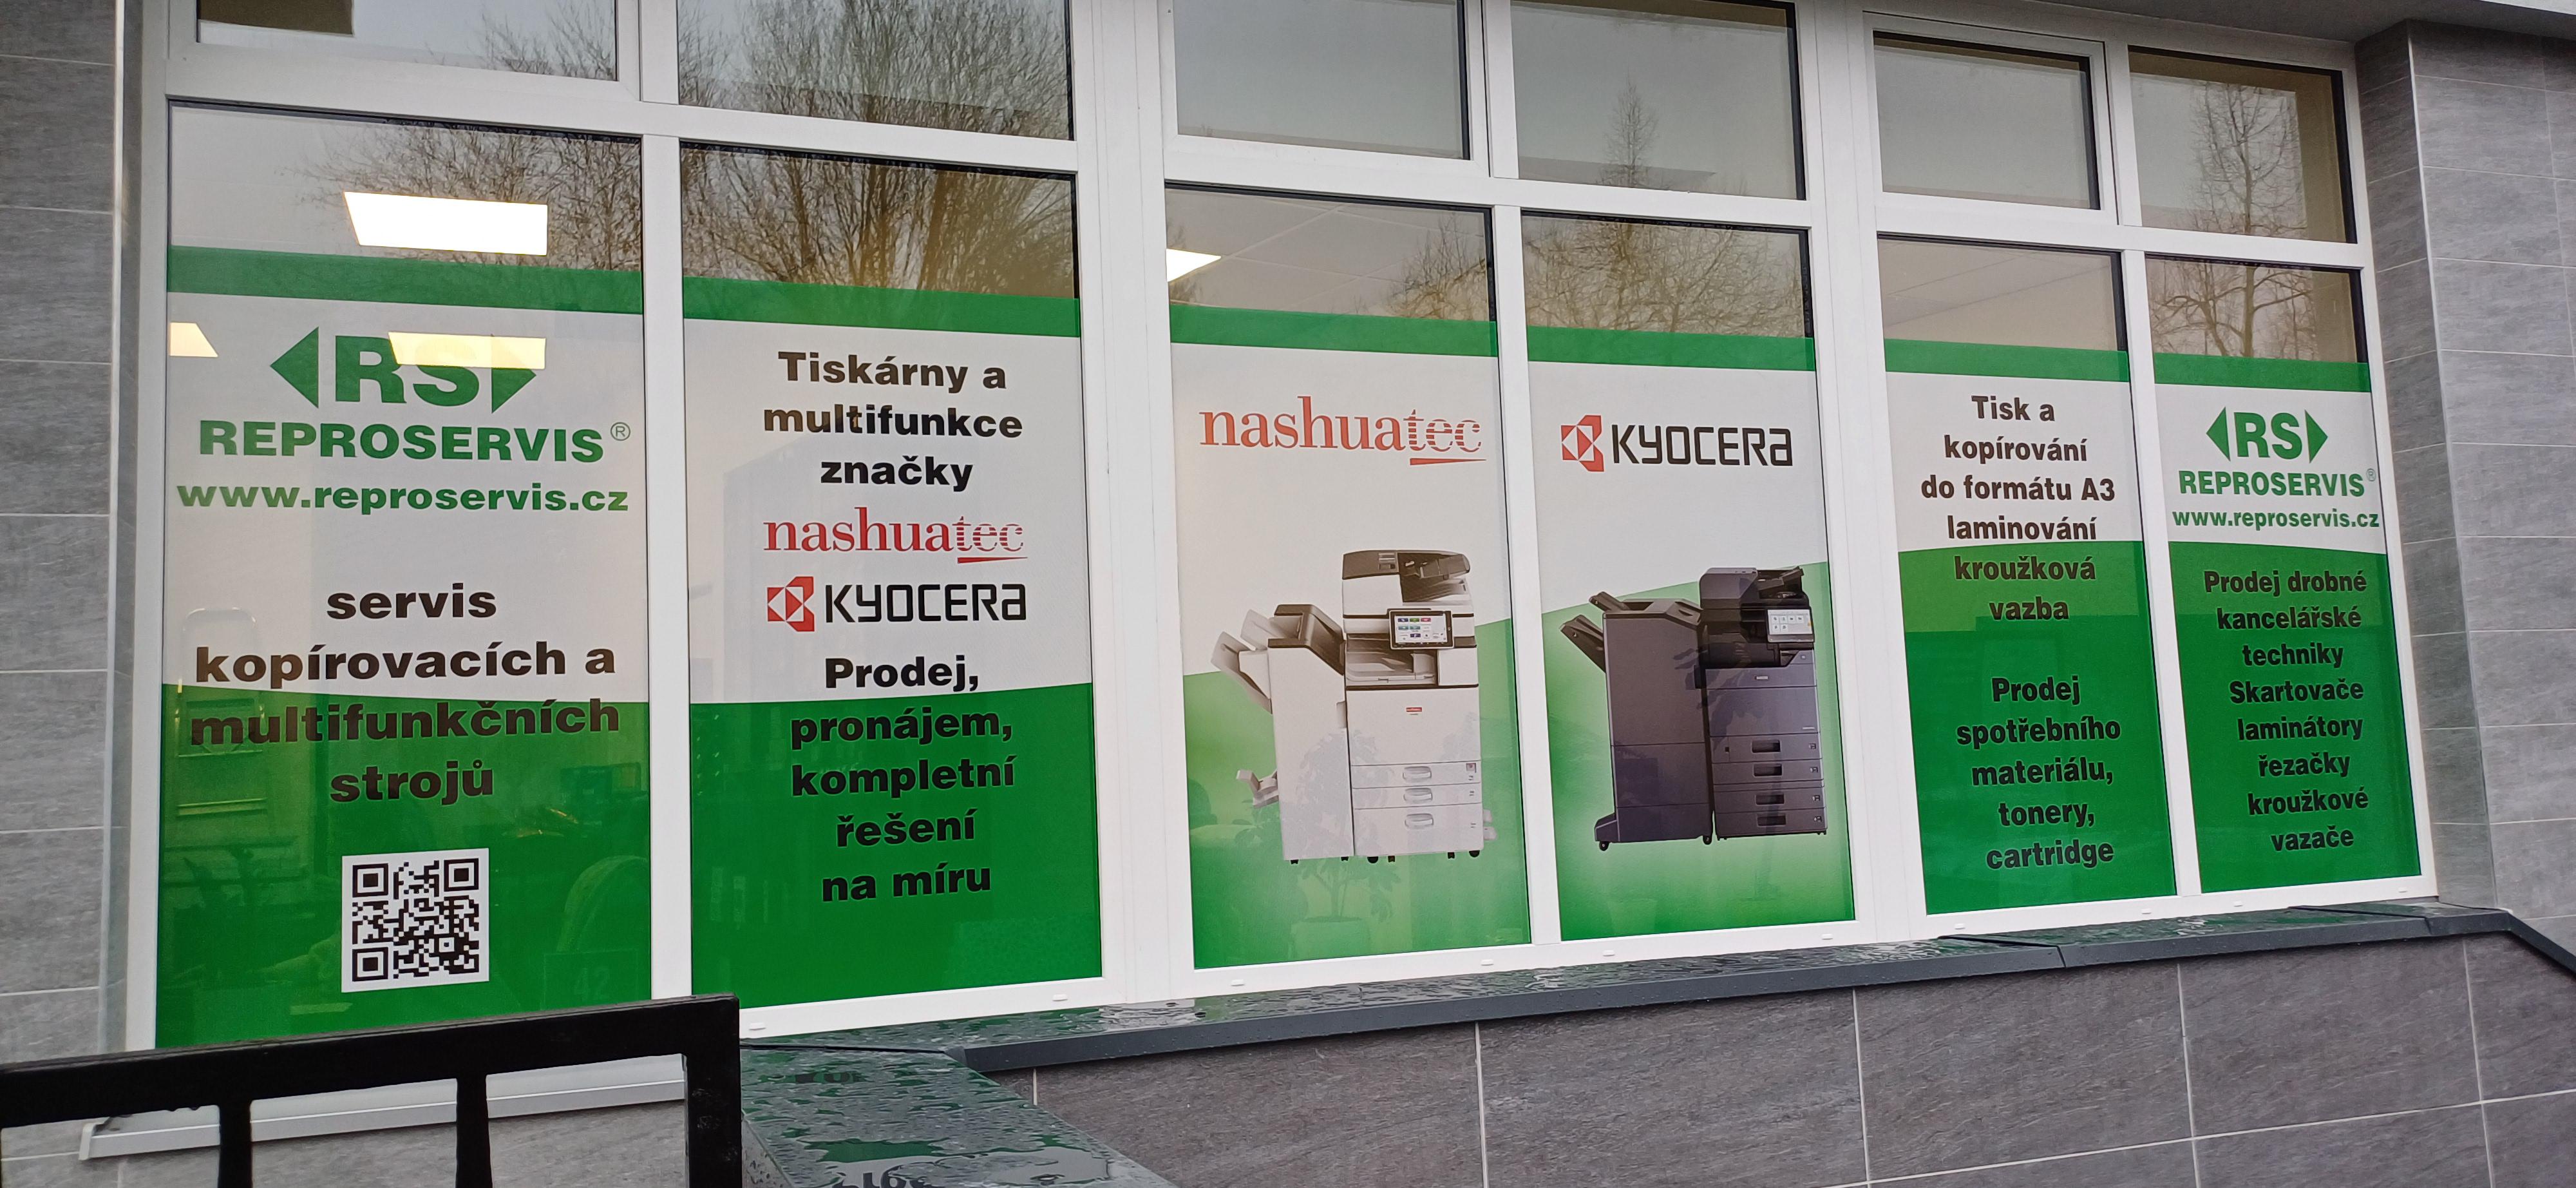 RS
REPROSERVIS®
www.reproservis.cz
servis
kopírovacích a
multifunkčních
strojů
Tiskárny a
multifunkce
značky
nashuatec
KYOCERA
Prodej,
pronájem,
kompletní
řešení
na míru
nashuatec
KYOCERA
Tisk a
kopírování
do formátu A3
laminování
kroužková
vazba
Prodej
spotřebního
materiálu,
tonery,
cartridge
RS
REPROSERVIS®
www.reproservis.cz
Prodej drobné
kancelářské
techniky
Skartovače
laminátory
řezačky
kroužkové
vazače